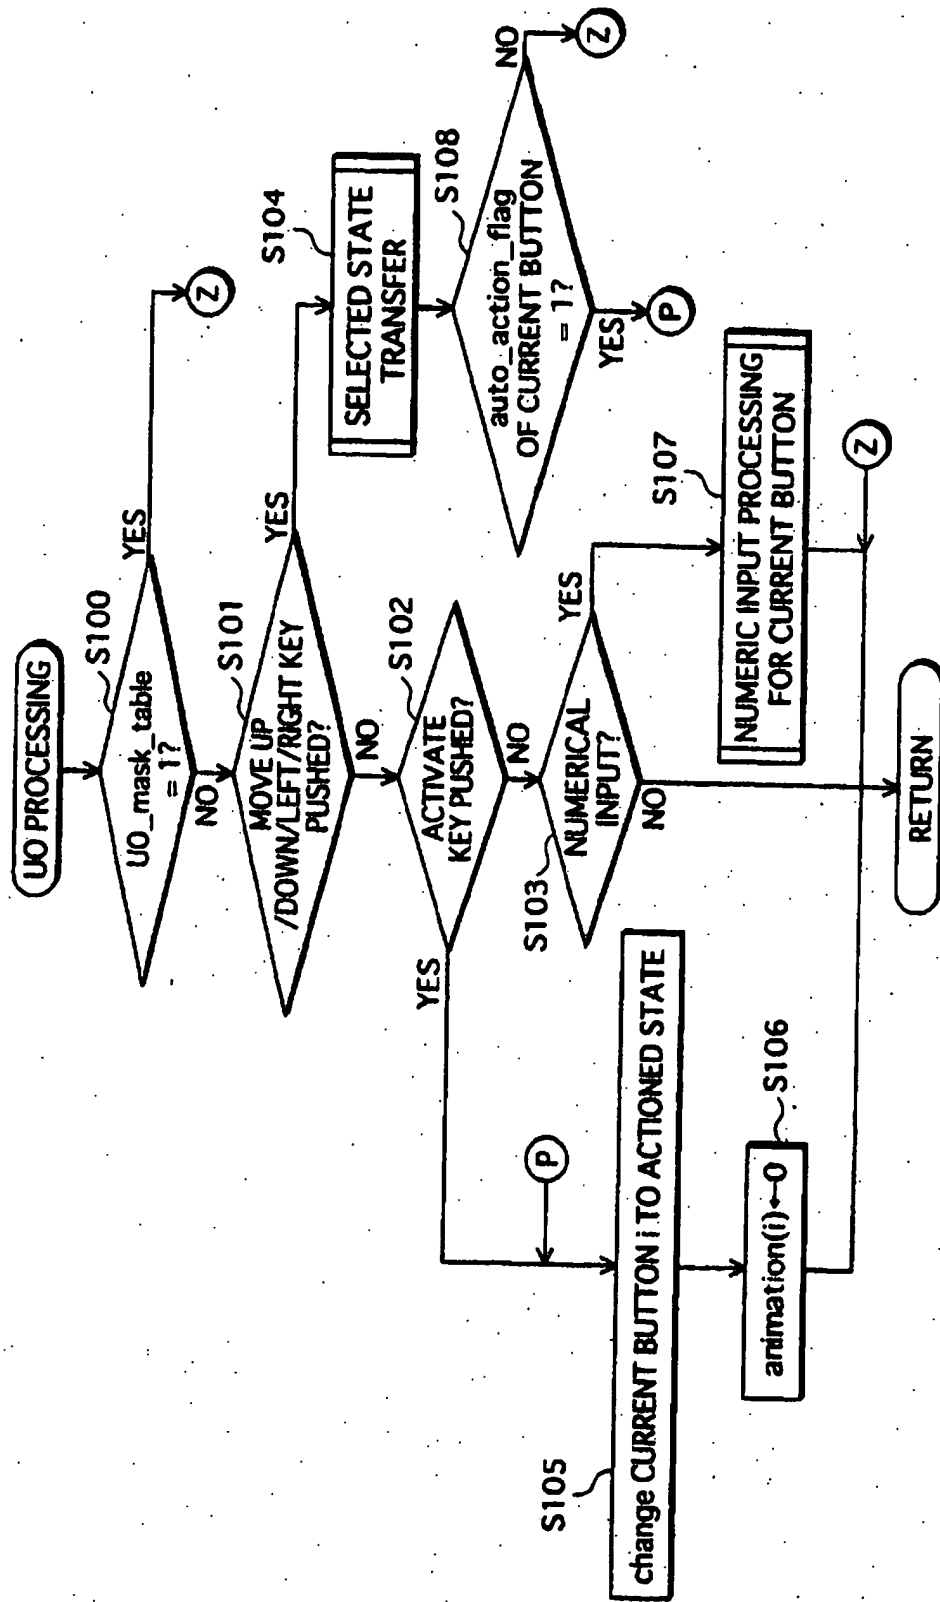 UO PROCESSING
S100
UO_mask_table
= 1?
YES
Z
NO
S101
MOVE UP
/DOWN/LEFT/RIGHT KEY
PUSHED?
YES
S104
SELECTED STATE
TRANSFER
S108
auto_action_flag
OF CURRENT BUTTON
= 1?
NO
Z
YES
P
NO
S102
ACTIVATE
KEY PUSHED?
YES
NO
S103
NUMERICAL
INPUT?
YES
S107
NUMERIC INPUT PROCESSING
FOR CURRENT BUTTON
NO
Z
P
S105
change CURRENT BUTTON i TO ACTIONED STATE
S106
animation(i)←0
RETURN